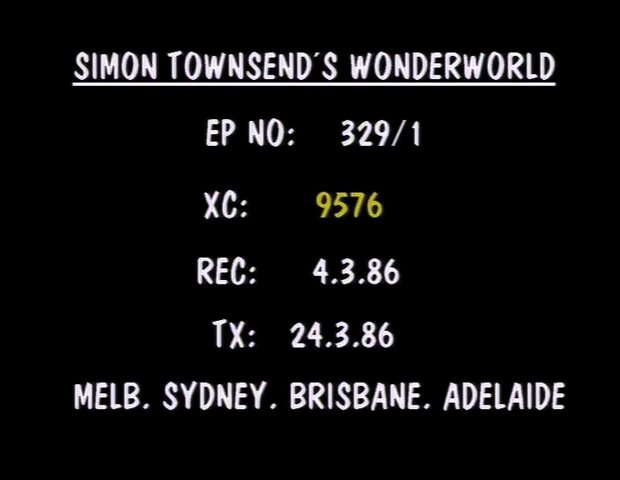 SIMON TOWNSEND'S WONDERWORLD
EP NO: 329/1
XC: 9576
REC: 4.3.86
TX: 24.3.86
MELB. SYDNEY. BRISBANE. ADELAIDE